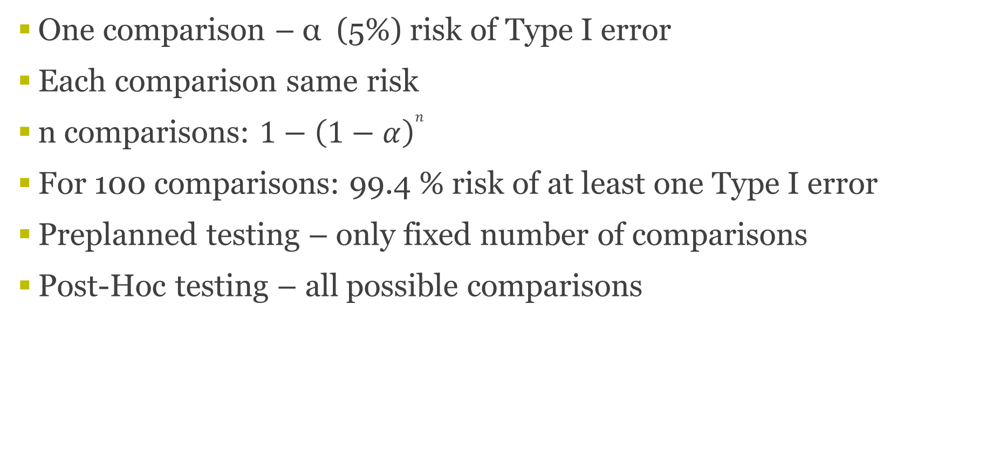 ▪ One comparison – α (5%) risk of Type I error
▪ Each comparison same risk
▪ n comparisons: 1 − (1 − α)ⁿ
▪ For 100 comparisons: 99.4 % risk of at least one Type I error
▪ Preplanned testing – only fixed number of comparisons
▪ Post-Hoc testing – all possible comparisons